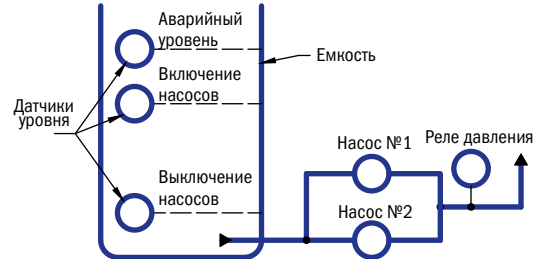 Аварийный
уровень
Включение
насосов
Емкость
Датчики
уровня
Выключение
насосов
Насос №1
Реле давления
Насос №2